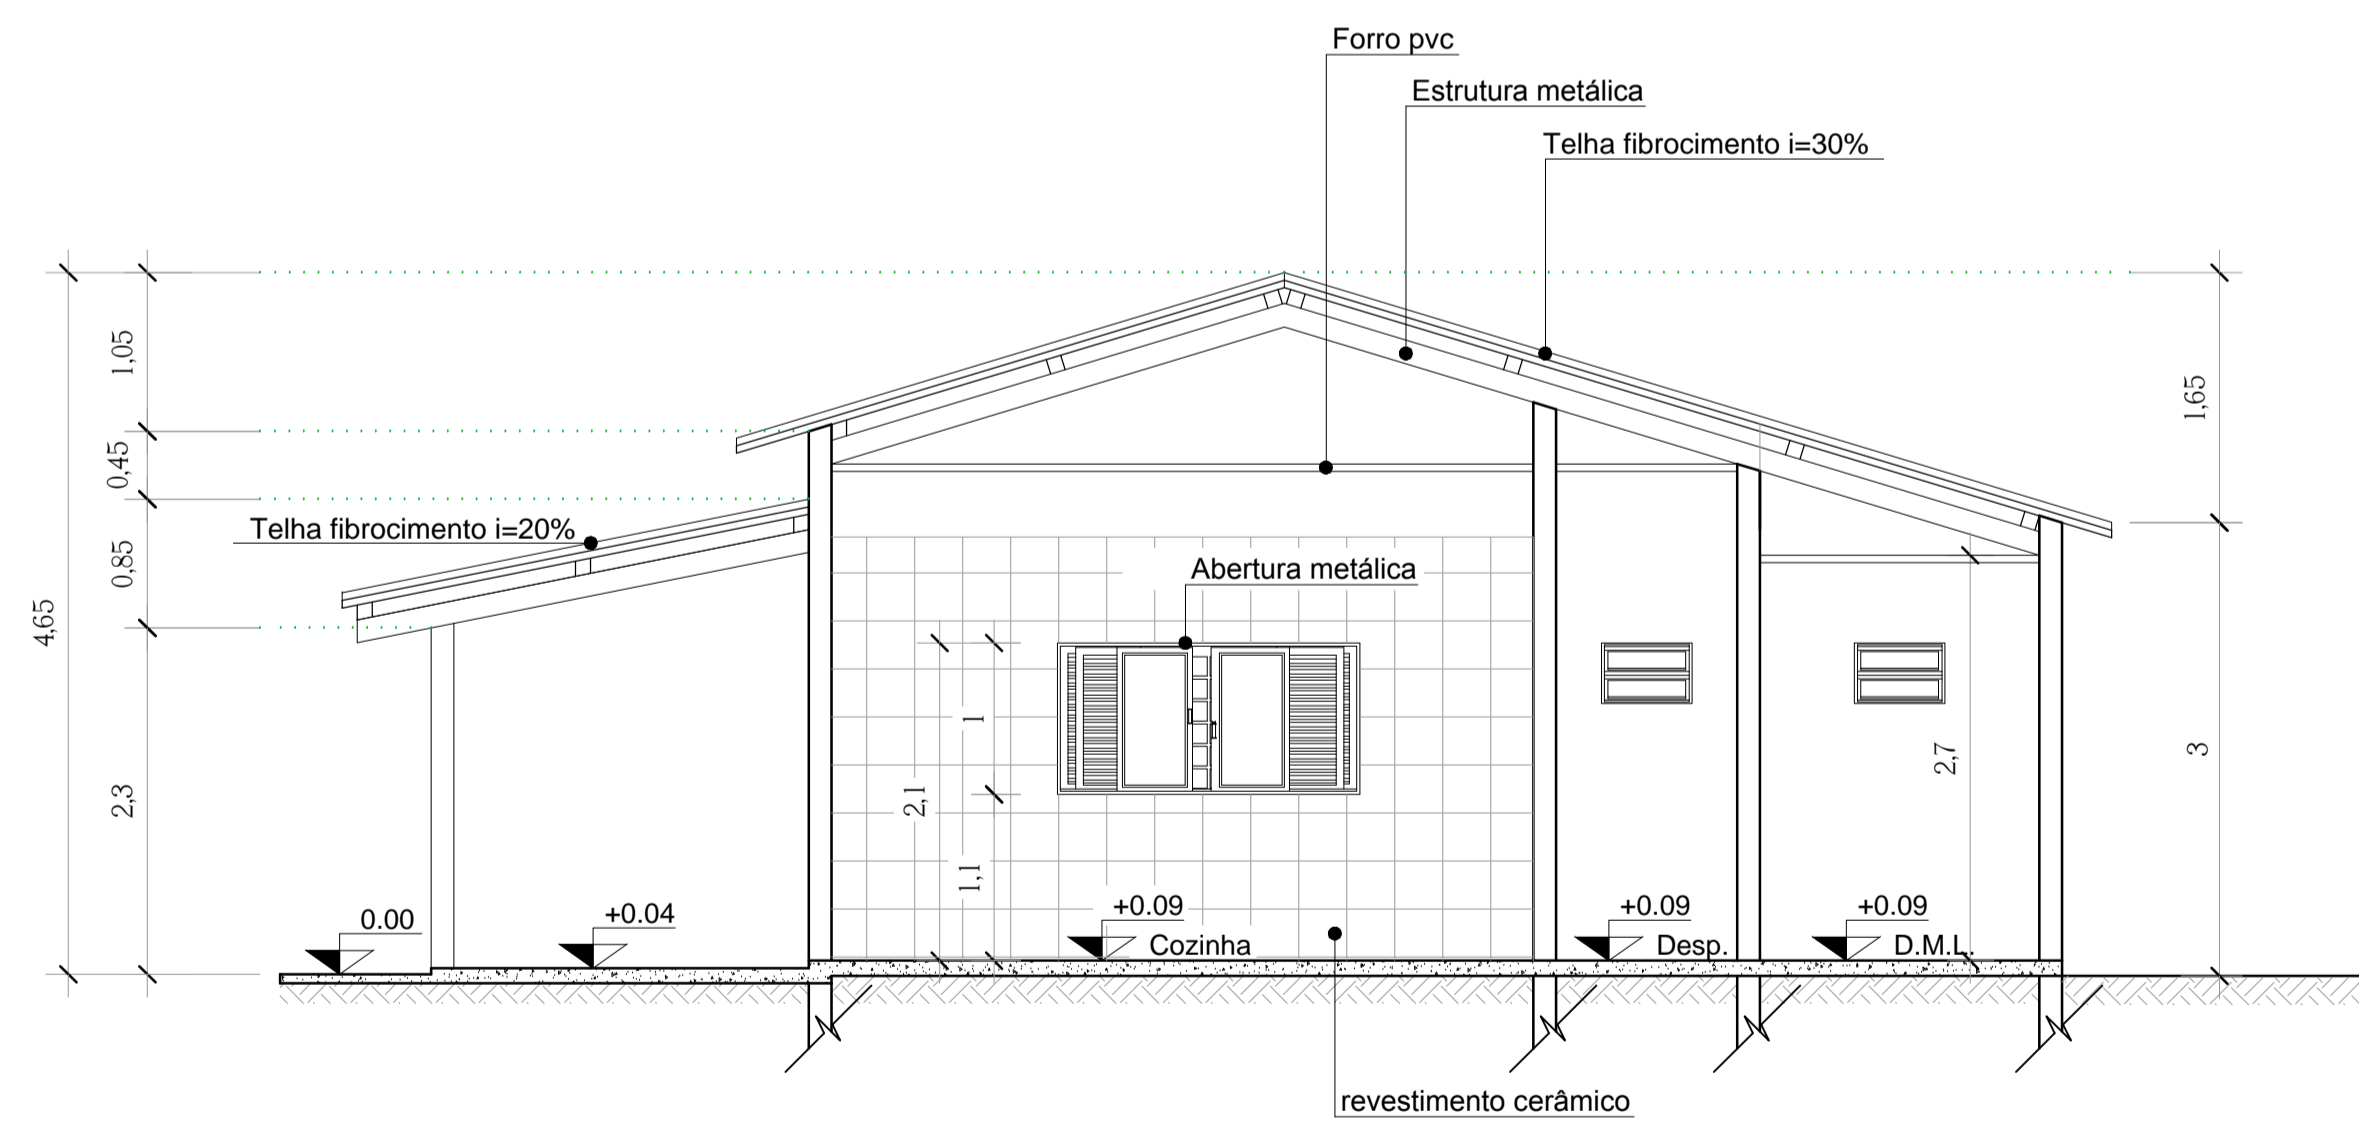 Forro pvc
Estrutura metálica
Telha fibrocimento i=30%
1,05
1,65
0,45
Telha fibrocimento i=20%
0,85
Abertura metálica
4,65
1
2,7
3
2,3
2,1
1,1
0.00
+0.04
+0.09
+0.09
+0.09
Cozinha
Desp.
D.M.L.
revestimento cerâmico